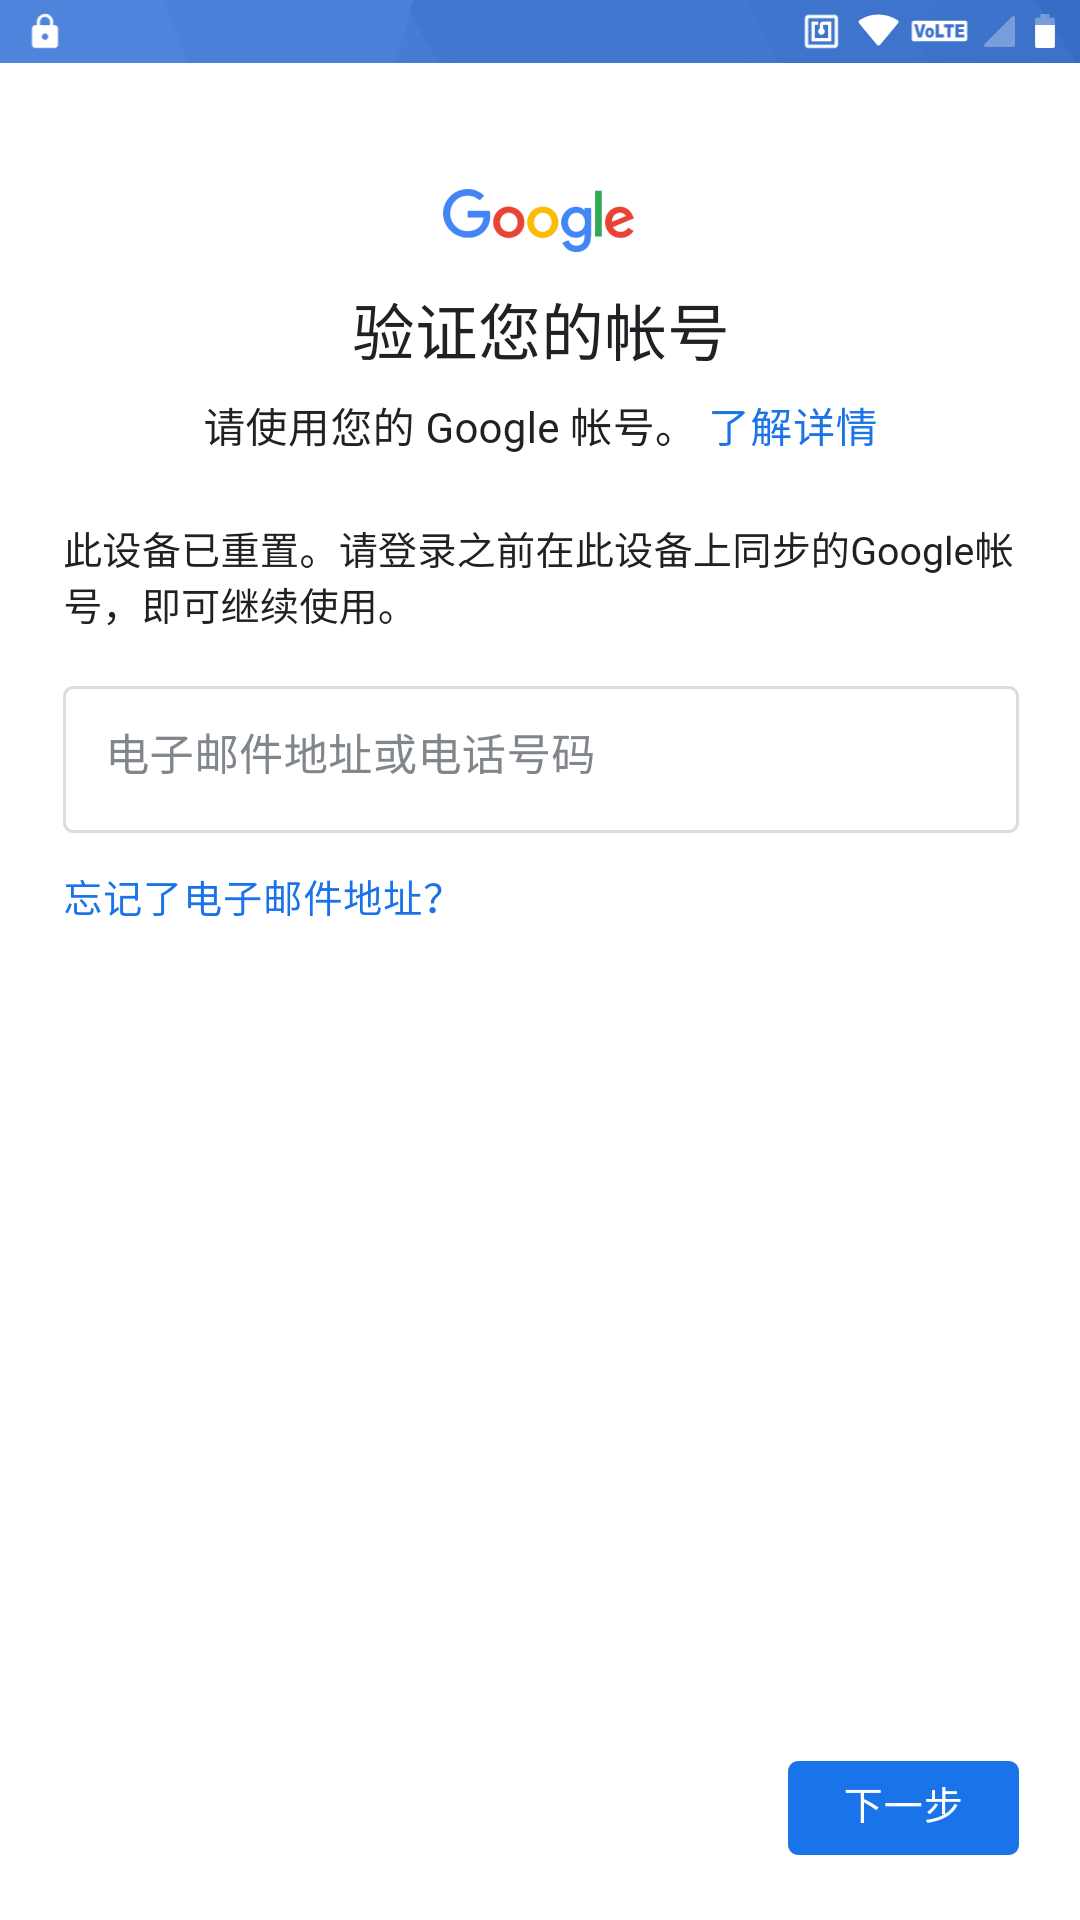 VoLTE
Google
验证您的帐号
请使用您的 Google 帐号。 了解详情
此设备已重置。请登录之前在此设备上同步的Google帐
号，即可继续使用。
电子邮件地址或电话号码
忘记了电子邮件地址？
下一步